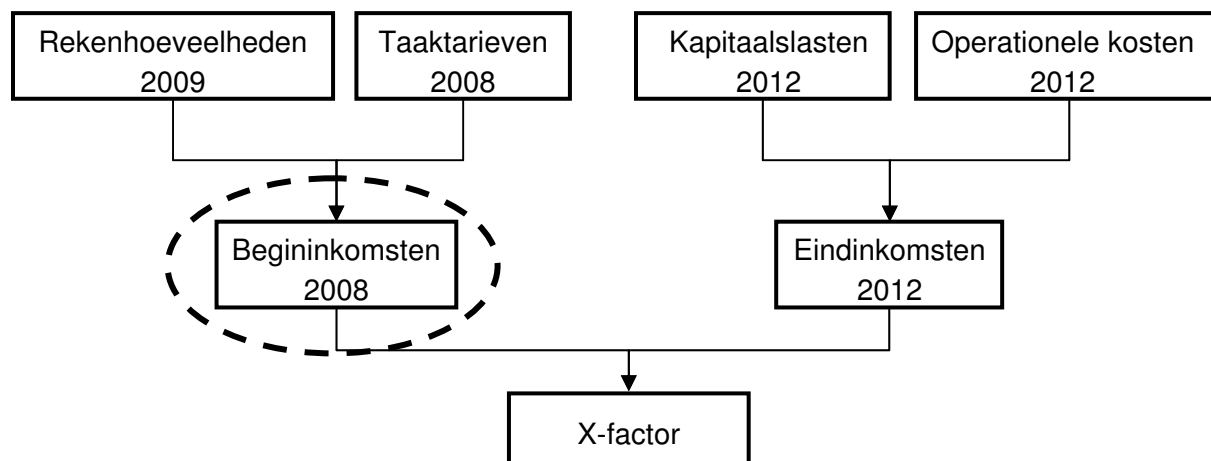 Rekenhoeveelheden
2009
Taaktarieven
2008
Kapitaalslasten
2012
Operationele kosten
2012
Begininkomsten
2008
Eindinkomsten
2012
X-factor